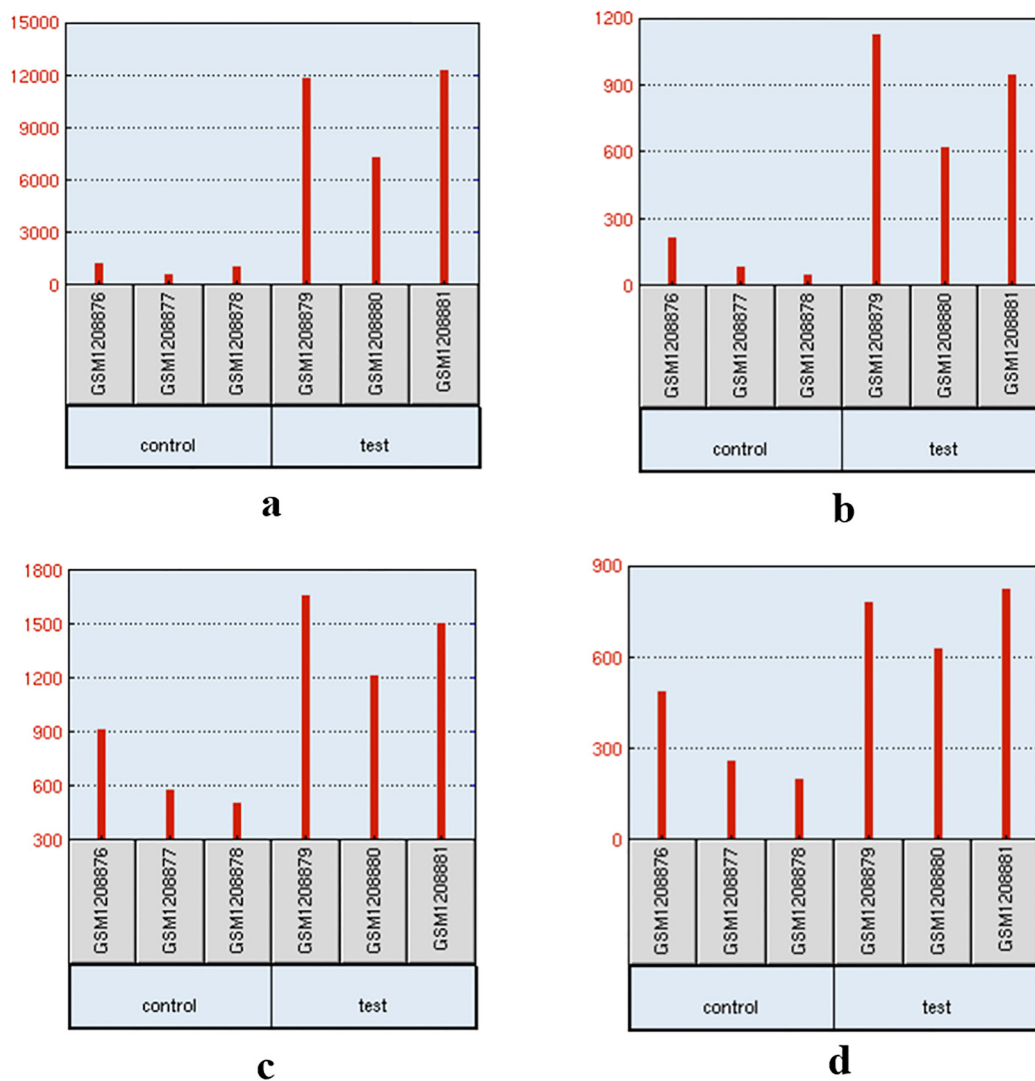 15000
12000
9000
6000
3000
0
GSM1208876
GSM1208877
GSM1208878
GSM1208879
GSM1208880
GSM1208881
control
test
a
1200
900
600
300
0
GSM1208876
GSM1208877
GSM1208878
GSM1208879
GSM1208880
GSM1208881
control
test
b
1800
1500
1200
900
600
300
GSM1208876
GSM1208877
GSM1208878
GSM1208879
GSM1208880
GSM1208881
control
test
c
900
600
300
0
GSM1208876
GSM1208877
GSM1208878
GSM1208879
GSM1208880
GSM1208881
control
test
d